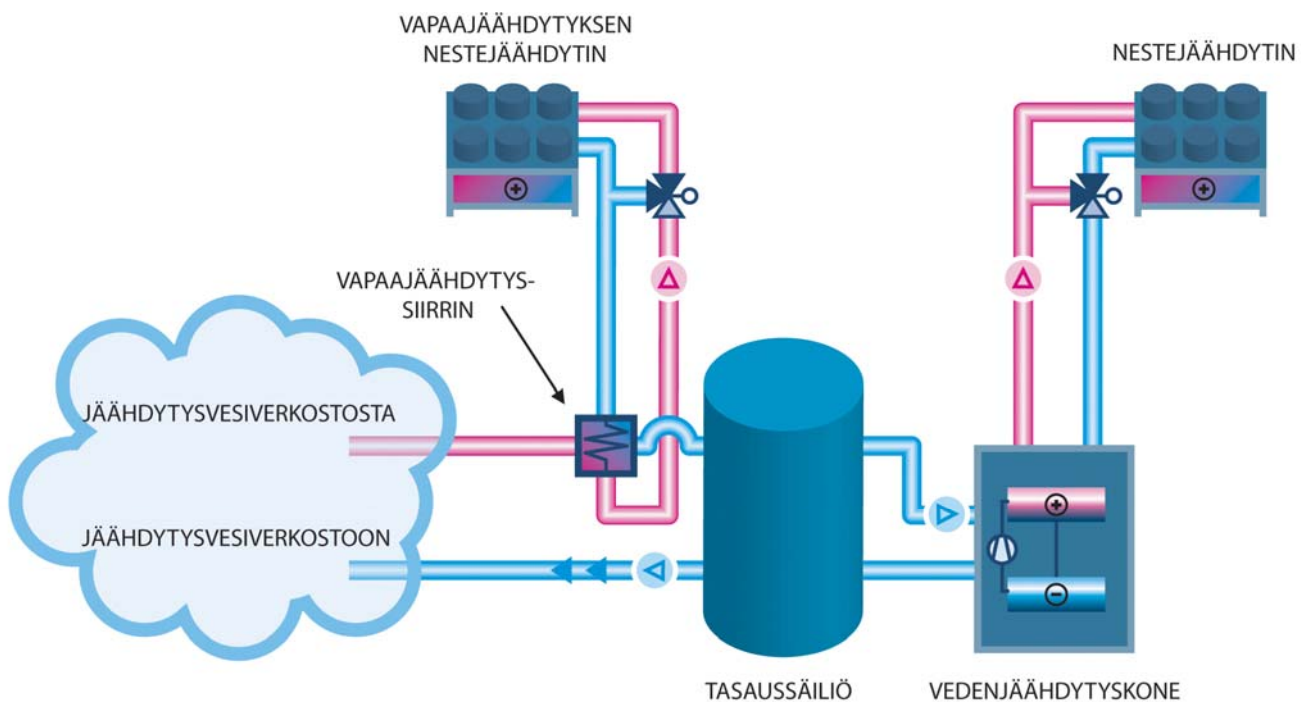 VAPAAJÄÄHDYTYKSEN
NESTEJÄÄHDYTIN
NESTEJÄÄHDYTIN
VAPAAJÄÄHDYTYS-
SIIRRIN
JÄÄHDYTYSVESIVERKOSTOSTA
JÄÄHDYTYSVESIVERKOSTOON
TASAUSSÄILIÖ
VEDENJÄÄHDYTYSKONE